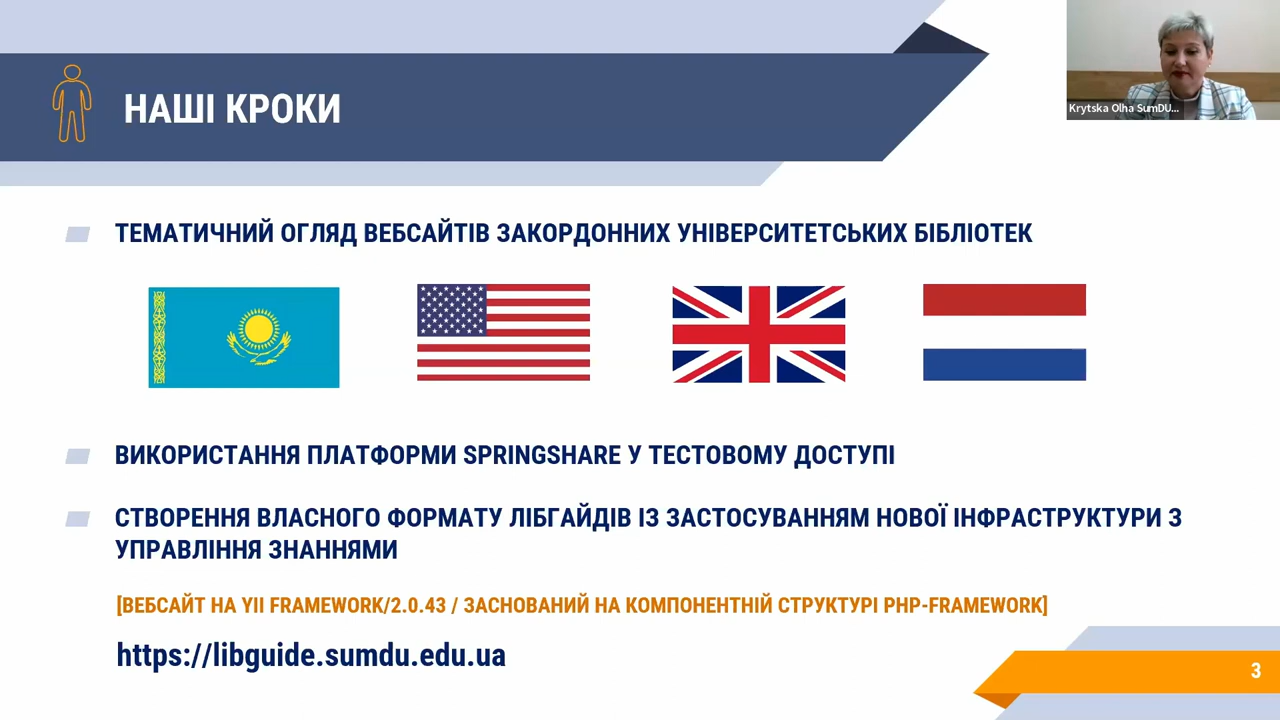 НАШІ КРОКИ
Krytska Olha SumDU...
ТЕМАТИЧНИЙ ОГЛЯД ВЕБСАЙТІВ ЗАКОРДОННИХ УНІВЕРСИТЕТСЬКИХ БІБЛІОТЕК
ВИКОРИСТАННЯ ПЛАТФОРМИ SPRINGSHARE У ТЕСТОВОМУ ДОСТУПІ
СТВОРЕННЯ ВЛАСНОГО ФОРМАТУ ЛІБГАЙДІВ ІЗ ЗАСТОСУВАННЯМ НОВОЇ ІНФРАСТРУКТУРИ З
УПРАВЛІННЯ ЗНАННЯМИ
[ВЕБСАЙТ НА YII FRAMEWORK/2.0.43 / ЗАСНОВАНИЙ НА КОМПОНЕНТНІЙ СТРУКТУРІ PHP-FRAMEWORK]
https://libguide.sumdu.edu.ua
3